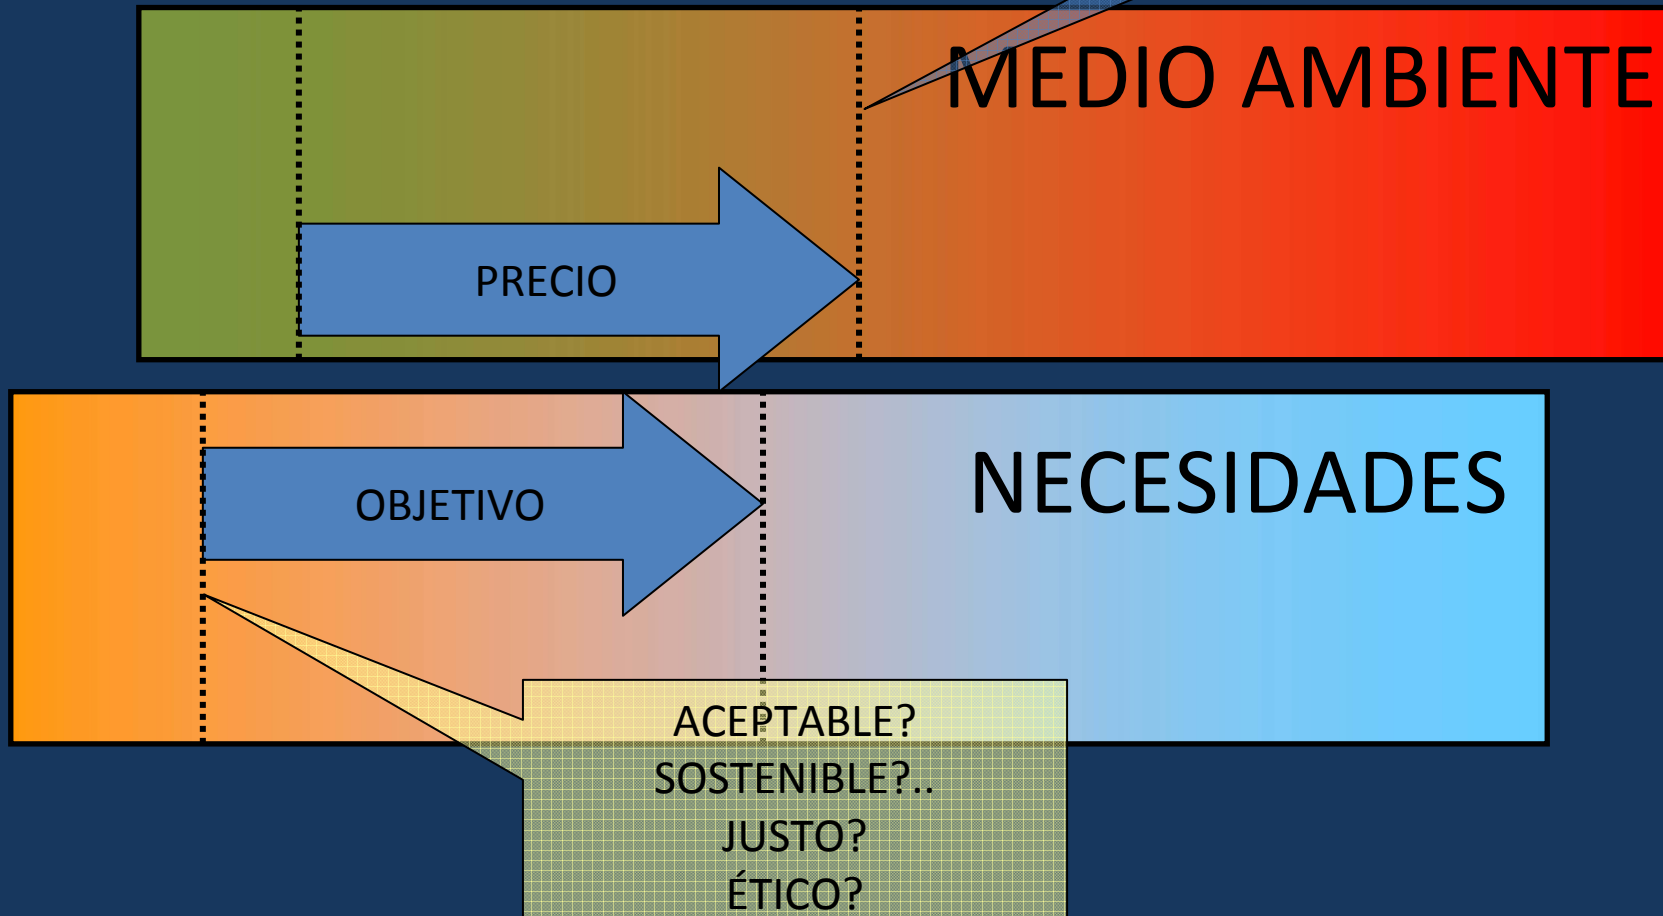 MEDIO AMBIENTE
PRECIO
NECESIDADES
OBJETIVO
ACEPTABLE?
SOSTENIBLE?..
JUSTO?
ÉTICO?